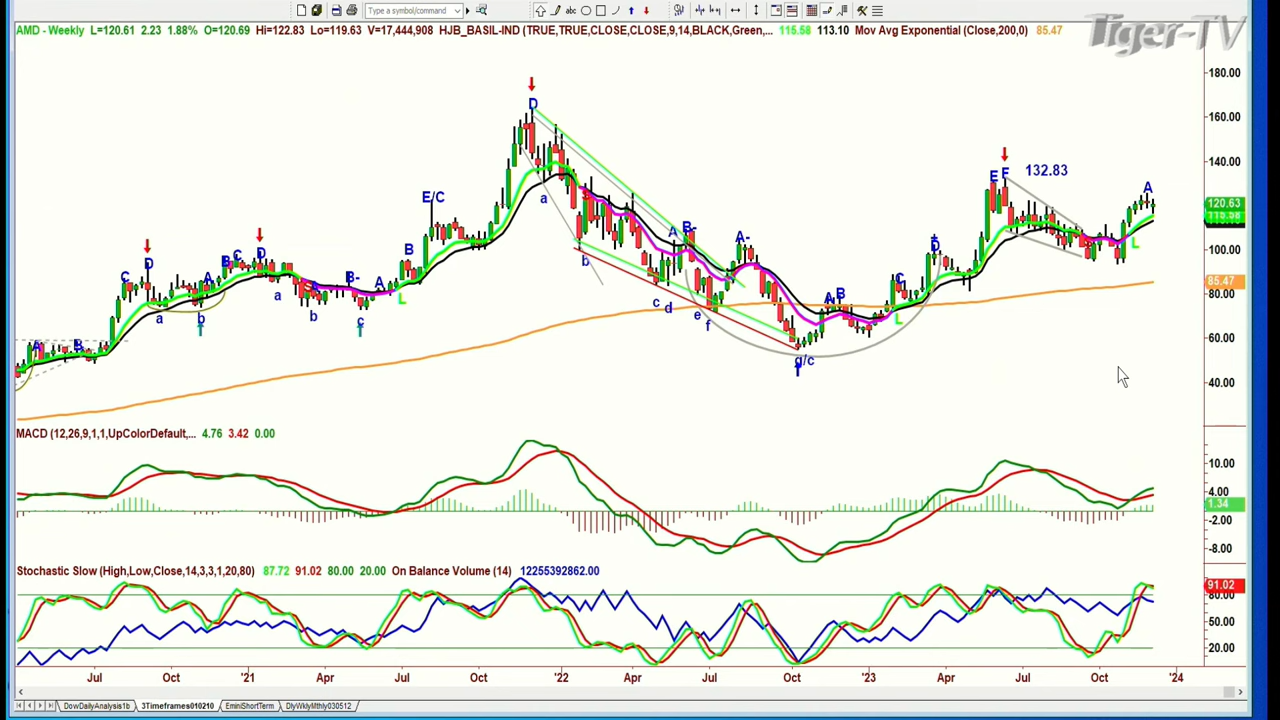 Type a symbol/command
abc
Tiger-TV
AMD - Weekly L=120.61 2.23 1.88% O=120.69 Hi=122.83 Lo=119.63 V=17,444,908 HJB_BASIL-IND (TRUE,TRUE,CLOSE,CLOSE,9,14,BLACK,Green,... 115.58 113.10 Mov Avg Exponential (Close,200,0) 85.47
180.00
160.00
140.00
120.63
115.58
100.00
85.47
80.00
60.00
40.00
D
E/C
E F 132.83
A
C D B C D B
A B- A L
a b a b c
a b c d e f g/c
A B- A-
A B C L D
L
MACD (12,26,9,1,1,UpColorDefault,... 4.76 3.42 0.00
10.00
4.00
1.34
-2.00
-8.00
Stochastic Slow (High,Low,Close,14,3,3,1,20,80) 87.72 91.02 80.00 20.00 On Balance Volume (14) 12255392862.00
91.02
80.00
50.00
20.00
Jul Oct '21 Apr Jul Oct '22 Apr Jul Oct '23 Apr Jul Oct '24
DowDailyAnalysis1b 3Timeframes010210 EminiShortTerm DlyWklyMthly030512